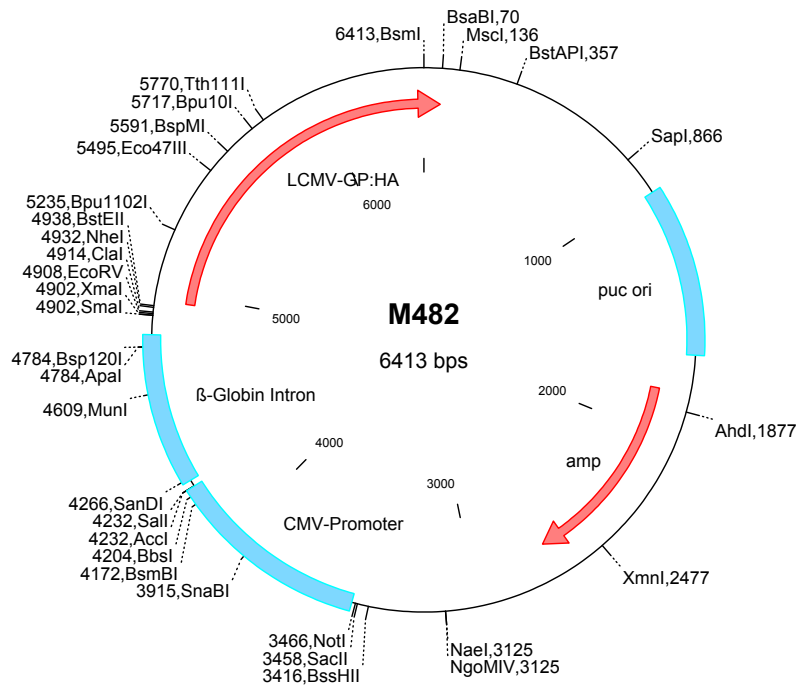 6413,BsmI
BsaBI,70
MscI,136
BstAPI,357
5770,Tth111I
5717,Bpu10I
5591,BspMI
5495,Eco47III
SapI,866
LCMV-GP:HA
6000
5235,Bpu1102I
4938,BstEII
4932,NheI
4914,ClaI
4908,EcoRV
4902,XmaI
4902,SmaI
1000
puc ori
5000
M482
6413 bps
4784,Bsp120I
4784,ApaI
4609,MunI
ß-Globin Intron
2000
AhdI,1877
4000
amp
3000
4266,SanDI
4232,SalI
4232,AccI
4204,BbsI
4172,BsmBI
3915,SnaBI
CMV-Promoter
XmnI,2477
3466,NotI
3458,SacII
3416,BssHII
NaeI,3125
NgoMIV,3125